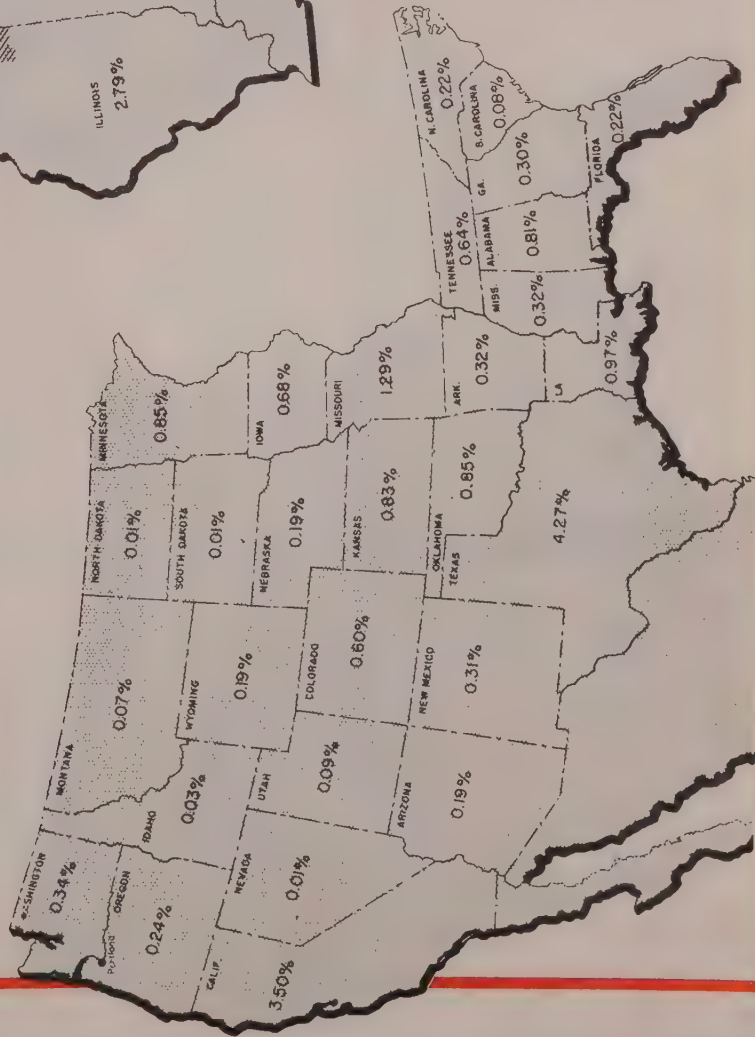 ILLINOIS
2.79%
WASHINGTON
0.34%
MONTANA
0.07%
NORTH DAKOTA
0.01%
MINNESOTA
0.85%
Portland
OREGON
0.24%
IDAHO
0.03%
WYOMING
0.19%
SOUTH DAKOTA
0.01%
IOWA
0.68%
NEBRASKA
0.19%
CALIF.
3.50%
NEVADA
0.01%
UTAH
0.09%
COLORADO
0.60%
KANSAS
0.83%
MISSOURI
1.29%
ARIZONA
0.19%
NEW MEXICO
0.31%
OKLAHOMA
0.85%
TEXAS
4.27%
ARK.
0.32%
LA
0.97%
TENNESSEE
0.64%
MISS.
0.32%
ALABAMA
0.81%
GA.
0.30%
N. CAROLINA
0.22%
S. CAROLINA
0.08%
FLORIDA
0.22%